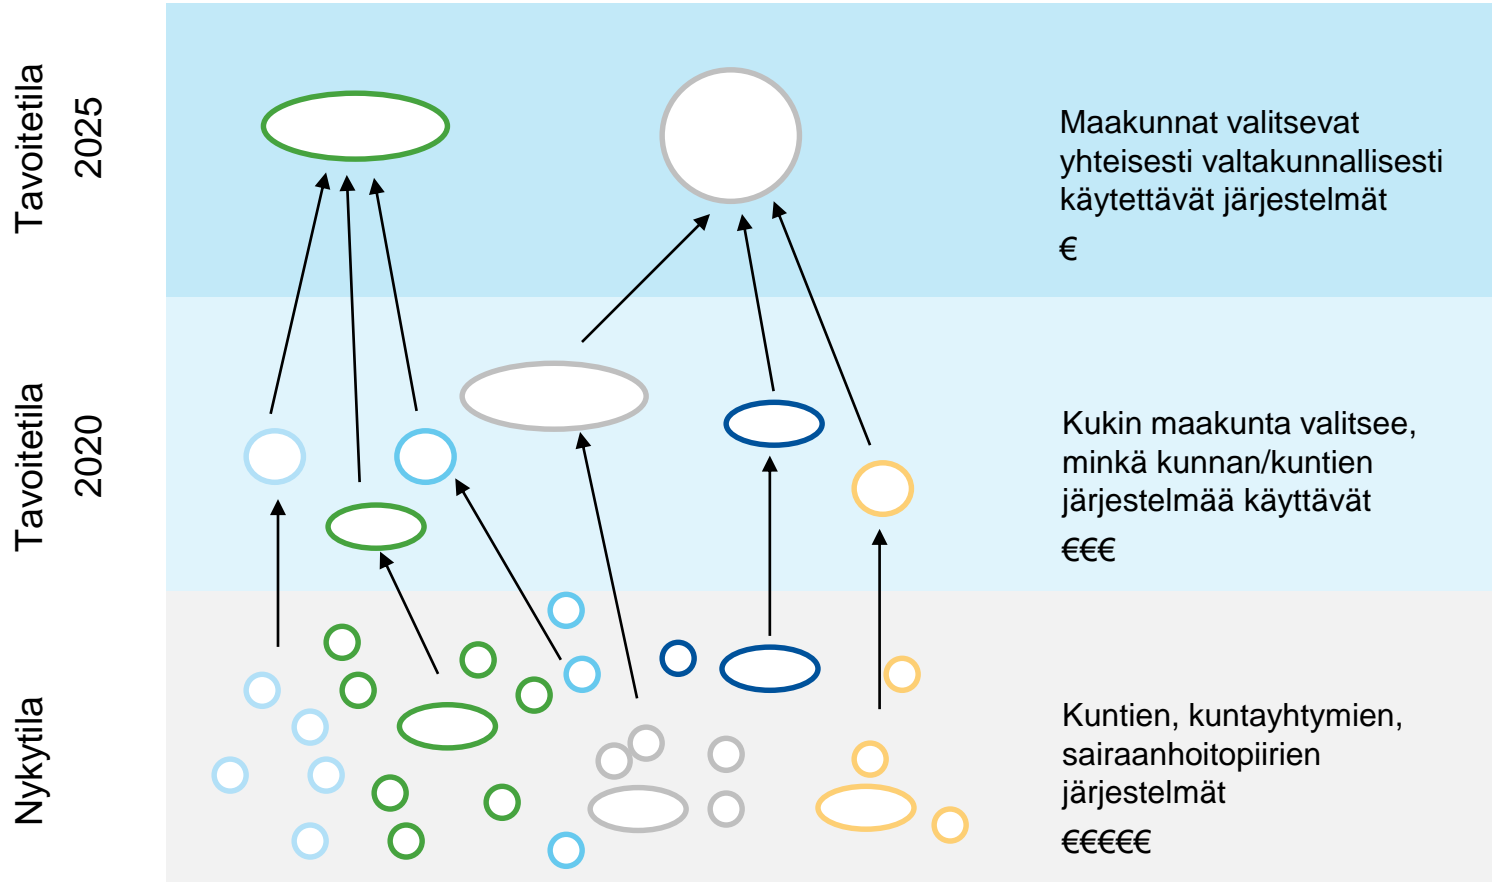 Tavoitetila
2025
Maakunnat valitsevat
yhteisesti valtakunnallisesti
käytettävät järjestelmät
€
Tavoitetila
2020
Kukin maakunta valitsee,
minkä kunnan/kuntien
järjestelmää käyttävät
€€€
Nykytila
Kuntien, kuntayhtymien,
sairaanhoitopiirien
järjestelmät
€€€€€